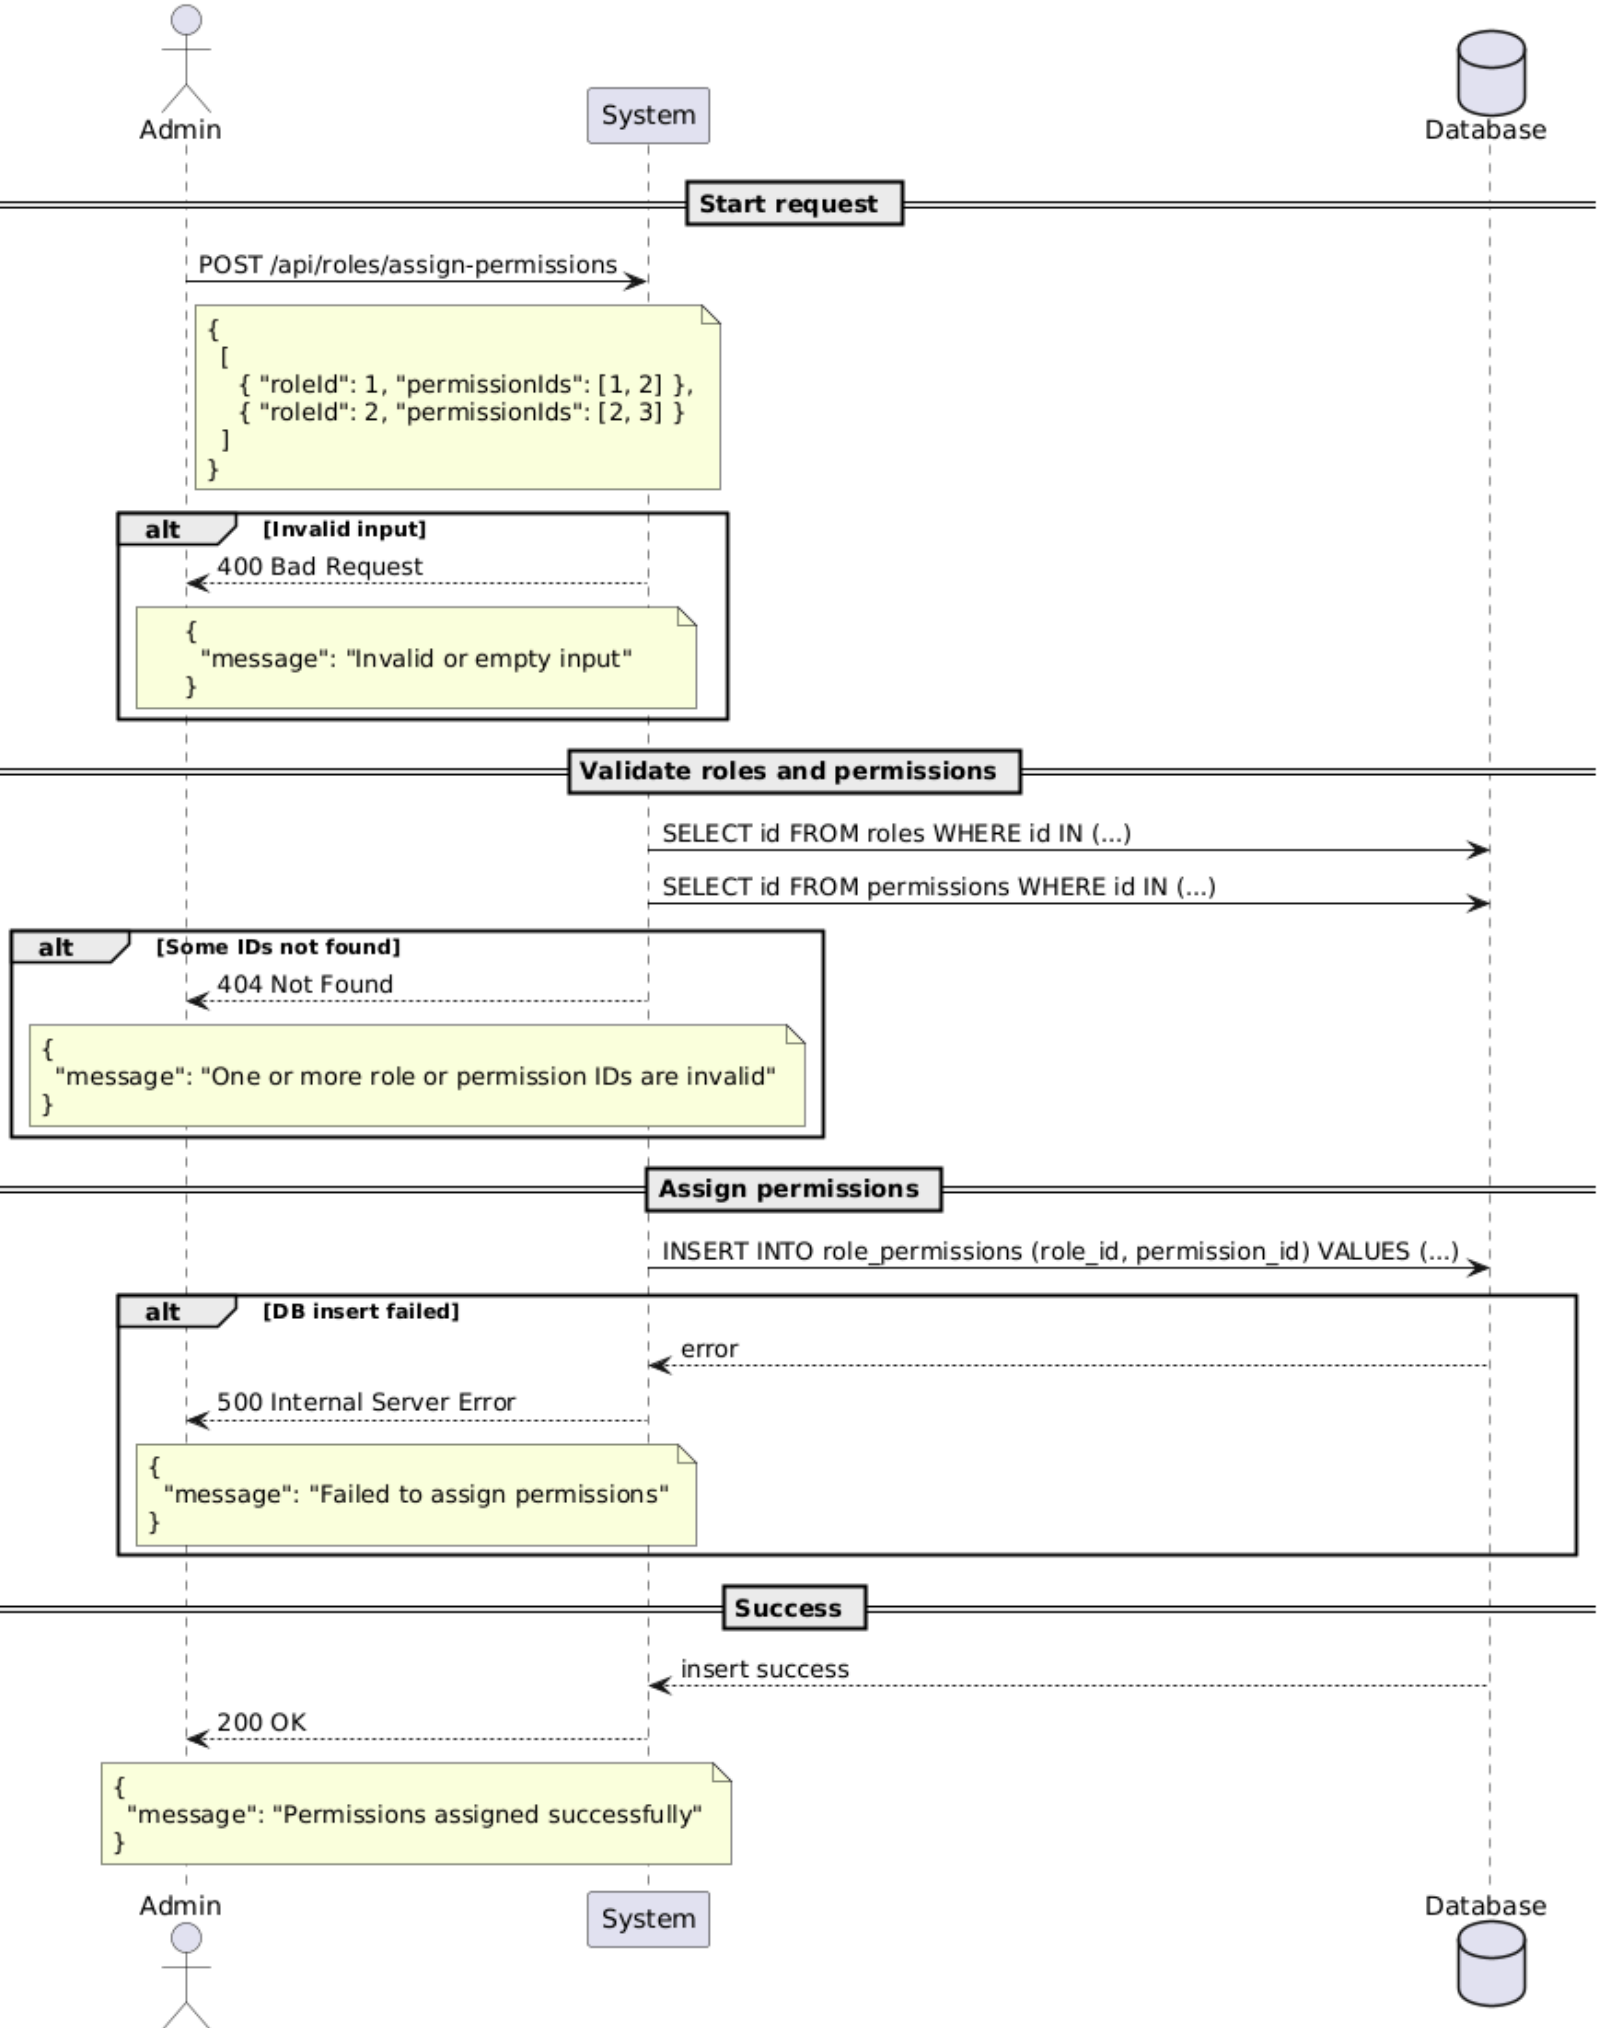 Admin
System
Database
Start request
POST /api/roles/assign-permissions
{
[
{ "roleId": 1, "permissionIds": [1, 2] },
{ "roleId": 2, "permissionIds": [2, 3] }
]
}
alt [Invalid input]
400 Bad Request
{
"message": "Invalid or empty input"
}
Validate roles and permissions
SELECT id FROM roles WHERE id IN (...)
SELECT id FROM permissions WHERE id IN (...)
alt [Some IDs not found]
404 Not Found
{
"message": "One or more role or permission IDs are invalid"
}
Assign permissions
INSERT INTO role_permissions (role_id, permission_id) VALUES (...)
alt [DB insert failed]
error
500 Internal Server Error
{
"message": "Failed to assign permissions"
}
Success
insert success
200 OK
{
"message": "Permissions assigned successfully"
}
Admin
System
Database